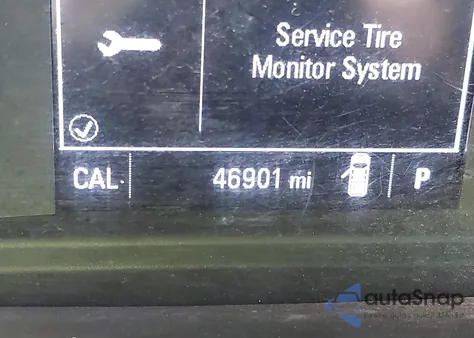 Service Tire
Monitor System
CAL
46901 mi
P
autoSnap